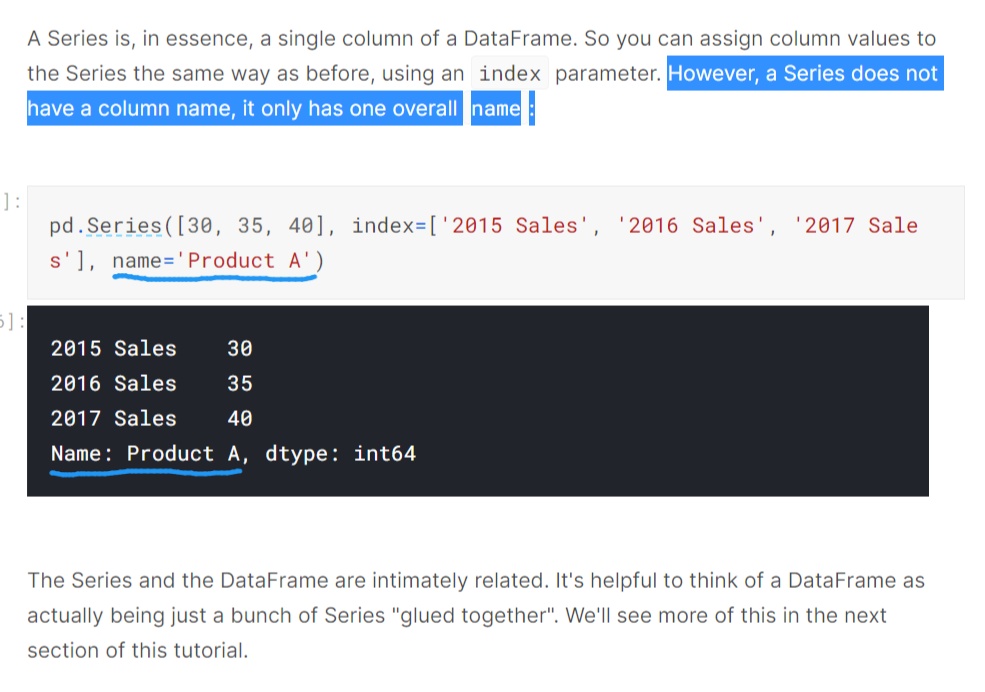 A Series is, in essence, a single column of a DataFrame. So you can assign column values to
the Series the same way as before, using an index parameter. However, a Series does not
have a column name, it only has one overall name :
]:
pd.Series([30, 35, 40], index=['2015 Sales', '2016 Sales', '2017 Sale
s'], name='Product A')
6]:
2015 Sales    30
2016 Sales    35
2017 Sales    40
Name: Product A, dtype: int64
The Series and the DataFrame are intimately related. It's helpful to think of a DataFrame as
actually being just a bunch of Series "glued together". We'll see more of this in the next
section of this tutorial.